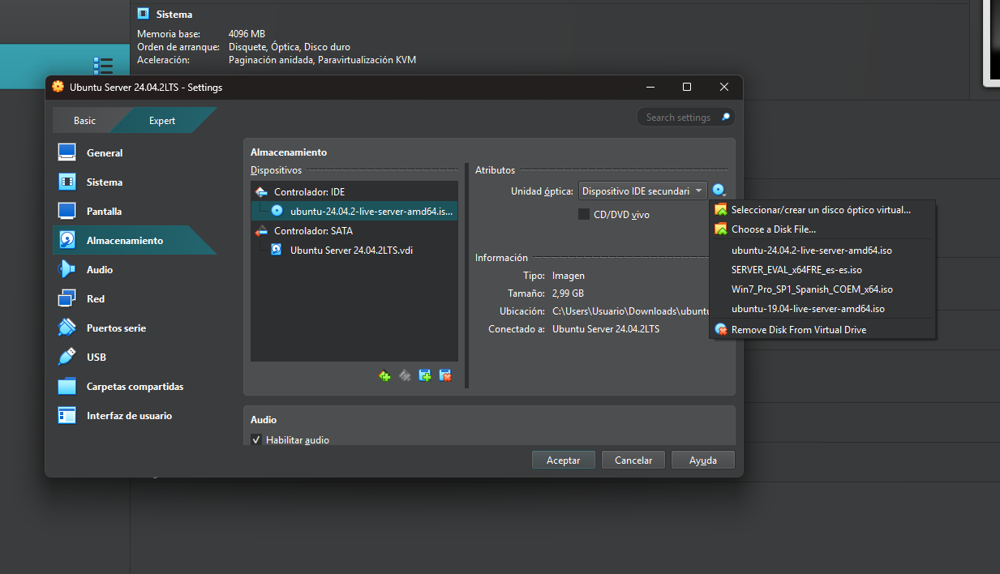 Sistema
Memoria base: 4096 MB
Orden de arranque: Disquete, Óptica, Disco duro
Aceleración: Paginación anidada, Paravirtualización KVM
Ubuntu Server 24.04.2LTS - Settings
Basic
Expert
Search settings
General
Sistema
Pantalla
Almacenamiento
Audio
Red
Puertos serie
USB
Carpetas compartidas
Interfaz de usuario
Almacenamiento
Dispositivos
Controlador: IDE
ubuntu-24.04.2-live-server-amd64.is...
Controlador: SATA
Ubuntu Server 24.04.2LTS.vdi
Atributos
Unidad óptica: Dispositivo IDE secundari
CD/DVD vivo
Información
Tipo: Imagen
Tamaño: 2,99 GB
Ubicación: C:\Users\Usuario\Downloads\ubuntu
Conectado a: Ubuntu Server 24.04.2LTS
Seleccionar/crear un disco óptico virtual...
Choose a Disk File...
ubuntu-24.04.2-live-server-amd64.iso
SERVER_EVAL_x64FRE_es-es.iso
Win7_Pro_SP1_Spanish_COEM_x64.iso
ubuntu-19.04-live-server-amd64.iso
Remove Disk From Virtual Drive
Audio
Habilitar audio
Aceptar
Cancelar
Ayuda